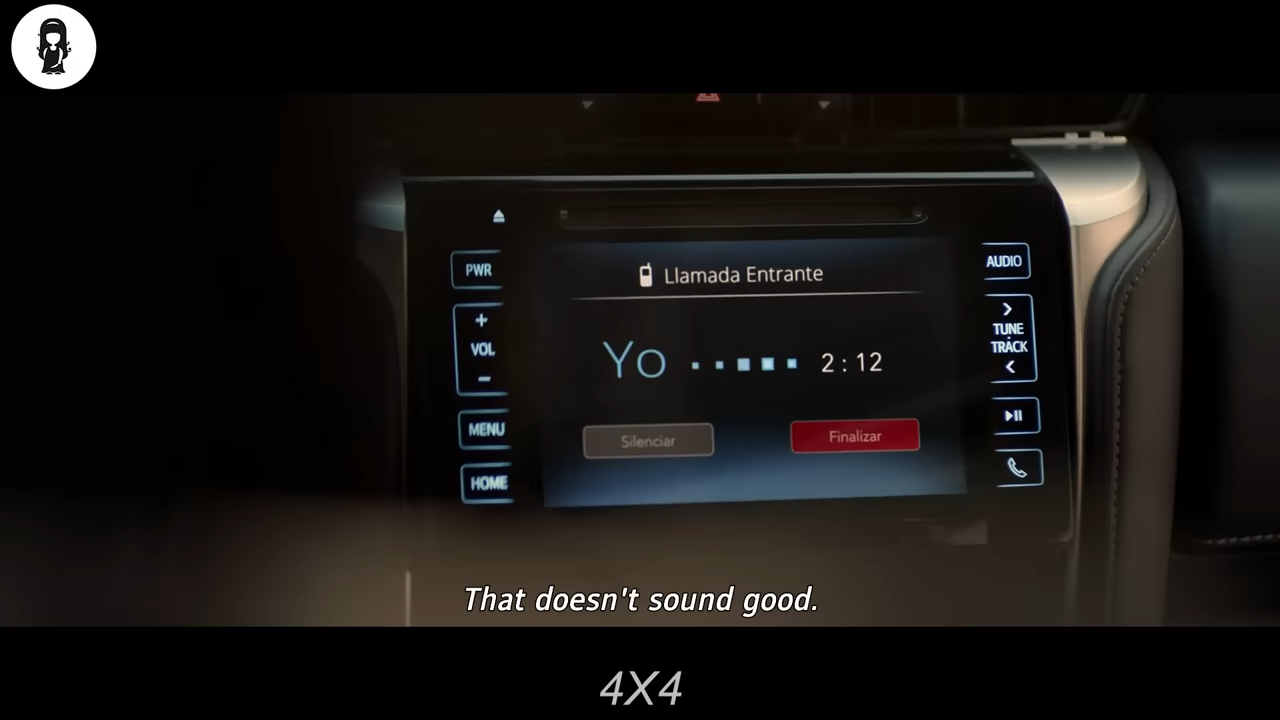 PWR
+
VOL
-
MENU
HOME
Llamada Entrante
Yo 2:12
Silenciar
Finalizar
AUDIO
>
TUNE
TRACK
<
That doesn't sound good.
4X4